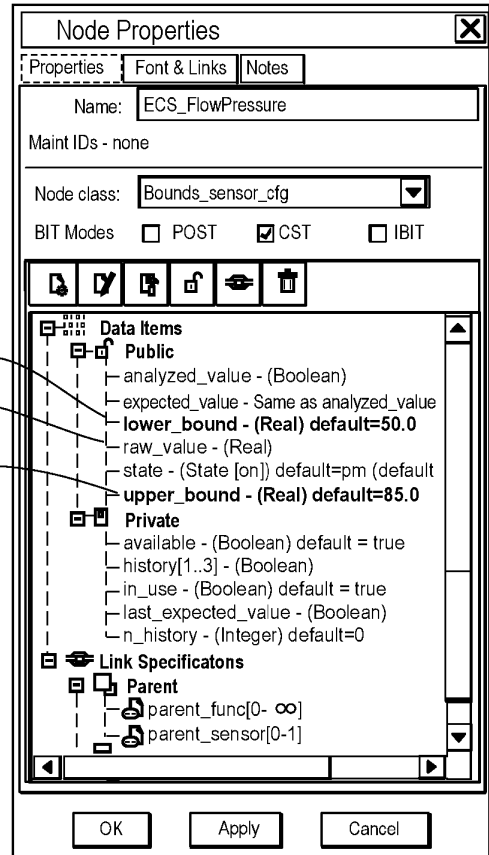 Node Properties
Properties Font & Links Notes
Name: ECS_FlowPressure
Maint IDs - none
Node class: Bounds_sensor_cfg
BIT Modes POST CST IBIT
Data Items
Public
analyzed_value - (Boolean)
expected_value - Same as analyzed_value
lower_bound - (Real) default=50.0
raw_value - (Real)
state - (State [on]) default=pm (default
upper_bound - (Real) default=85.0
Private
available - (Boolean) default = true
history[1..3] - (Boolean)
in_use - (Boolean) default = true
last_expected_value - (Boolean)
n_history - (Integer) default=0
Link Specificatons
Parent
parent_func[0- ∞]
parent_sensor[0-1]
OK Apply Cancel